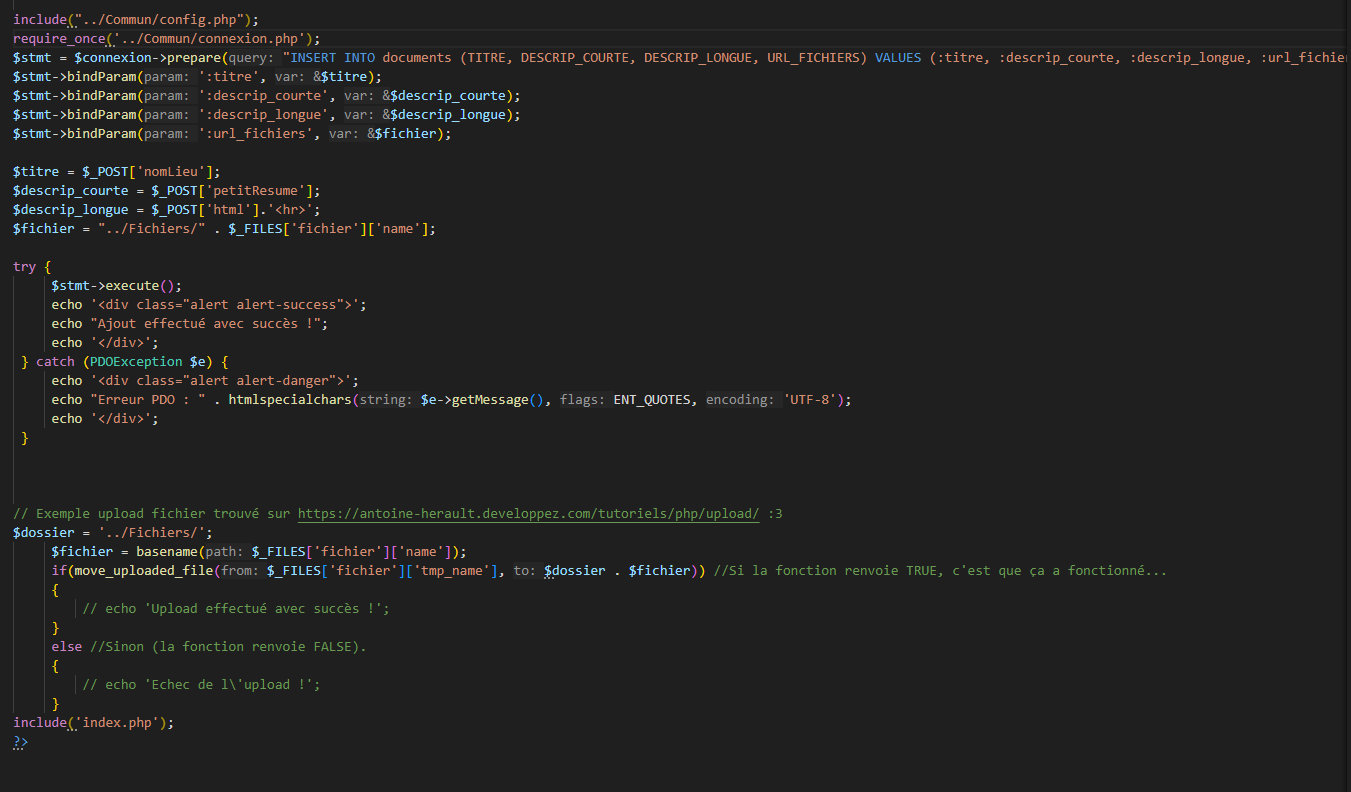 include("../Commun/config.php");
require_once('../Commun/connexion.php');
$stmt = $connexion->prepare(query: "INSERT INTO documents (TITRE, DESCRIP_COURTE, DESCRIP_LONGUE, URL_FICHIERS) VALUES (:titre, :descrip_courte, :descrip_longue, :url_fichier
$stmt->bindParam(param: ':titre', var: &$titre);
$stmt->bindParam(param: ':descrip_courte', var: &$descrip_courte);
$stmt->bindParam(param: ':descrip_longue', var: &$descrip_longue);
$stmt->bindParam(param: ':url_fichiers', var: &$fichier);
$titre = $_POST['nomLieu'];
$descrip_courte = $_POST['petitResume'];
$descrip_longue = $_POST['html'].'<hr>';
$fichier = "../Fichiers/" . $_FILES['fichier']['name'];
try {
$stmt->execute();
echo '<div class="alert alert-success">';
echo "Ajout effectué avec succès !";
echo '</div>';
} catch (PDOException $e) {
echo '<div class="alert alert-danger">';
echo "Erreur PDO : " . htmlspecialchars(string: $e->getMessage(), flags: ENT_QUOTES, encoding: 'UTF-8');
echo '</div>';
}
// Exemple upload fichier trouvé sur https://antoine-herault.developpez.com/tutoriels/php/upload/ :3
$dossier = '../Fichiers/';
$fichier = basename(path: $_FILES['fichier']['name']);
if(move_uploaded_file(from: $_FILES['fichier']['tmp_name'], to: $dossier . $fichier)) //Si la fonction renvoie TRUE, c'est que ça a fonctionné...
{
// echo 'Upload effectué avec succès !';
}
else //Sinon (la fonction renvoie FALSE).
{
// echo 'Echec de l\'upload !';
}
include('index.php');
?>